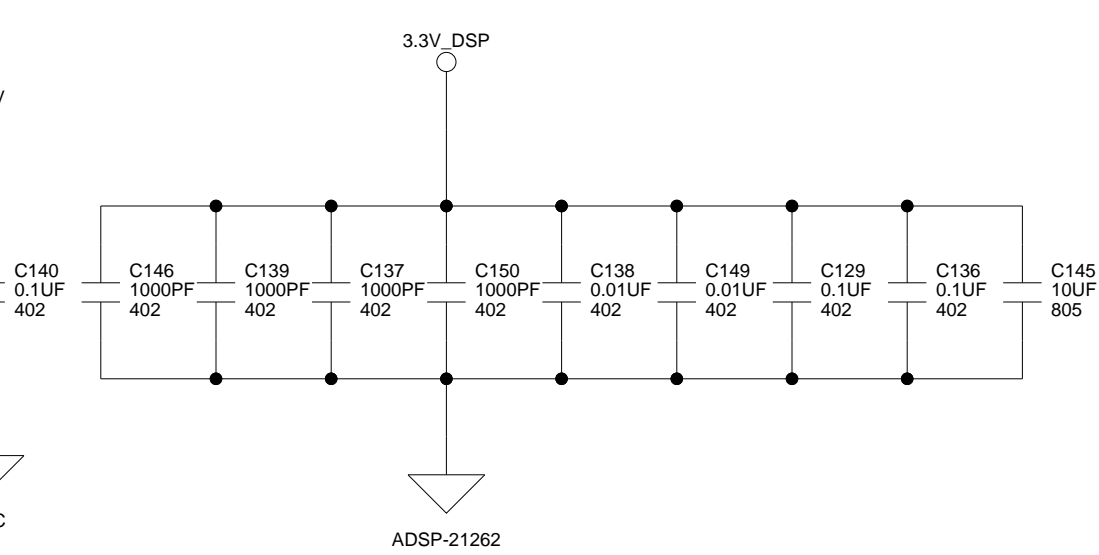 3.3V_DSP
C140
0.1UF
402
C146
1000PF
402
C139
1000PF
402
C137
1000PF
402
C150
1000PF
402
C138
0.01UF
402
C149
0.01UF
402
C129
0.1UF
402
C136
0.1UF
402
C145
10UF
805
ADSP-21262